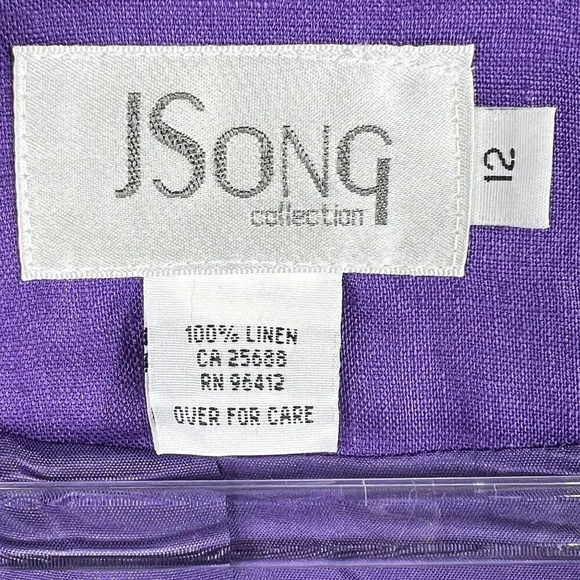 JSONG
collection
12
100% LINEN
CA 25688
RN 96412
OVER FOR CARE